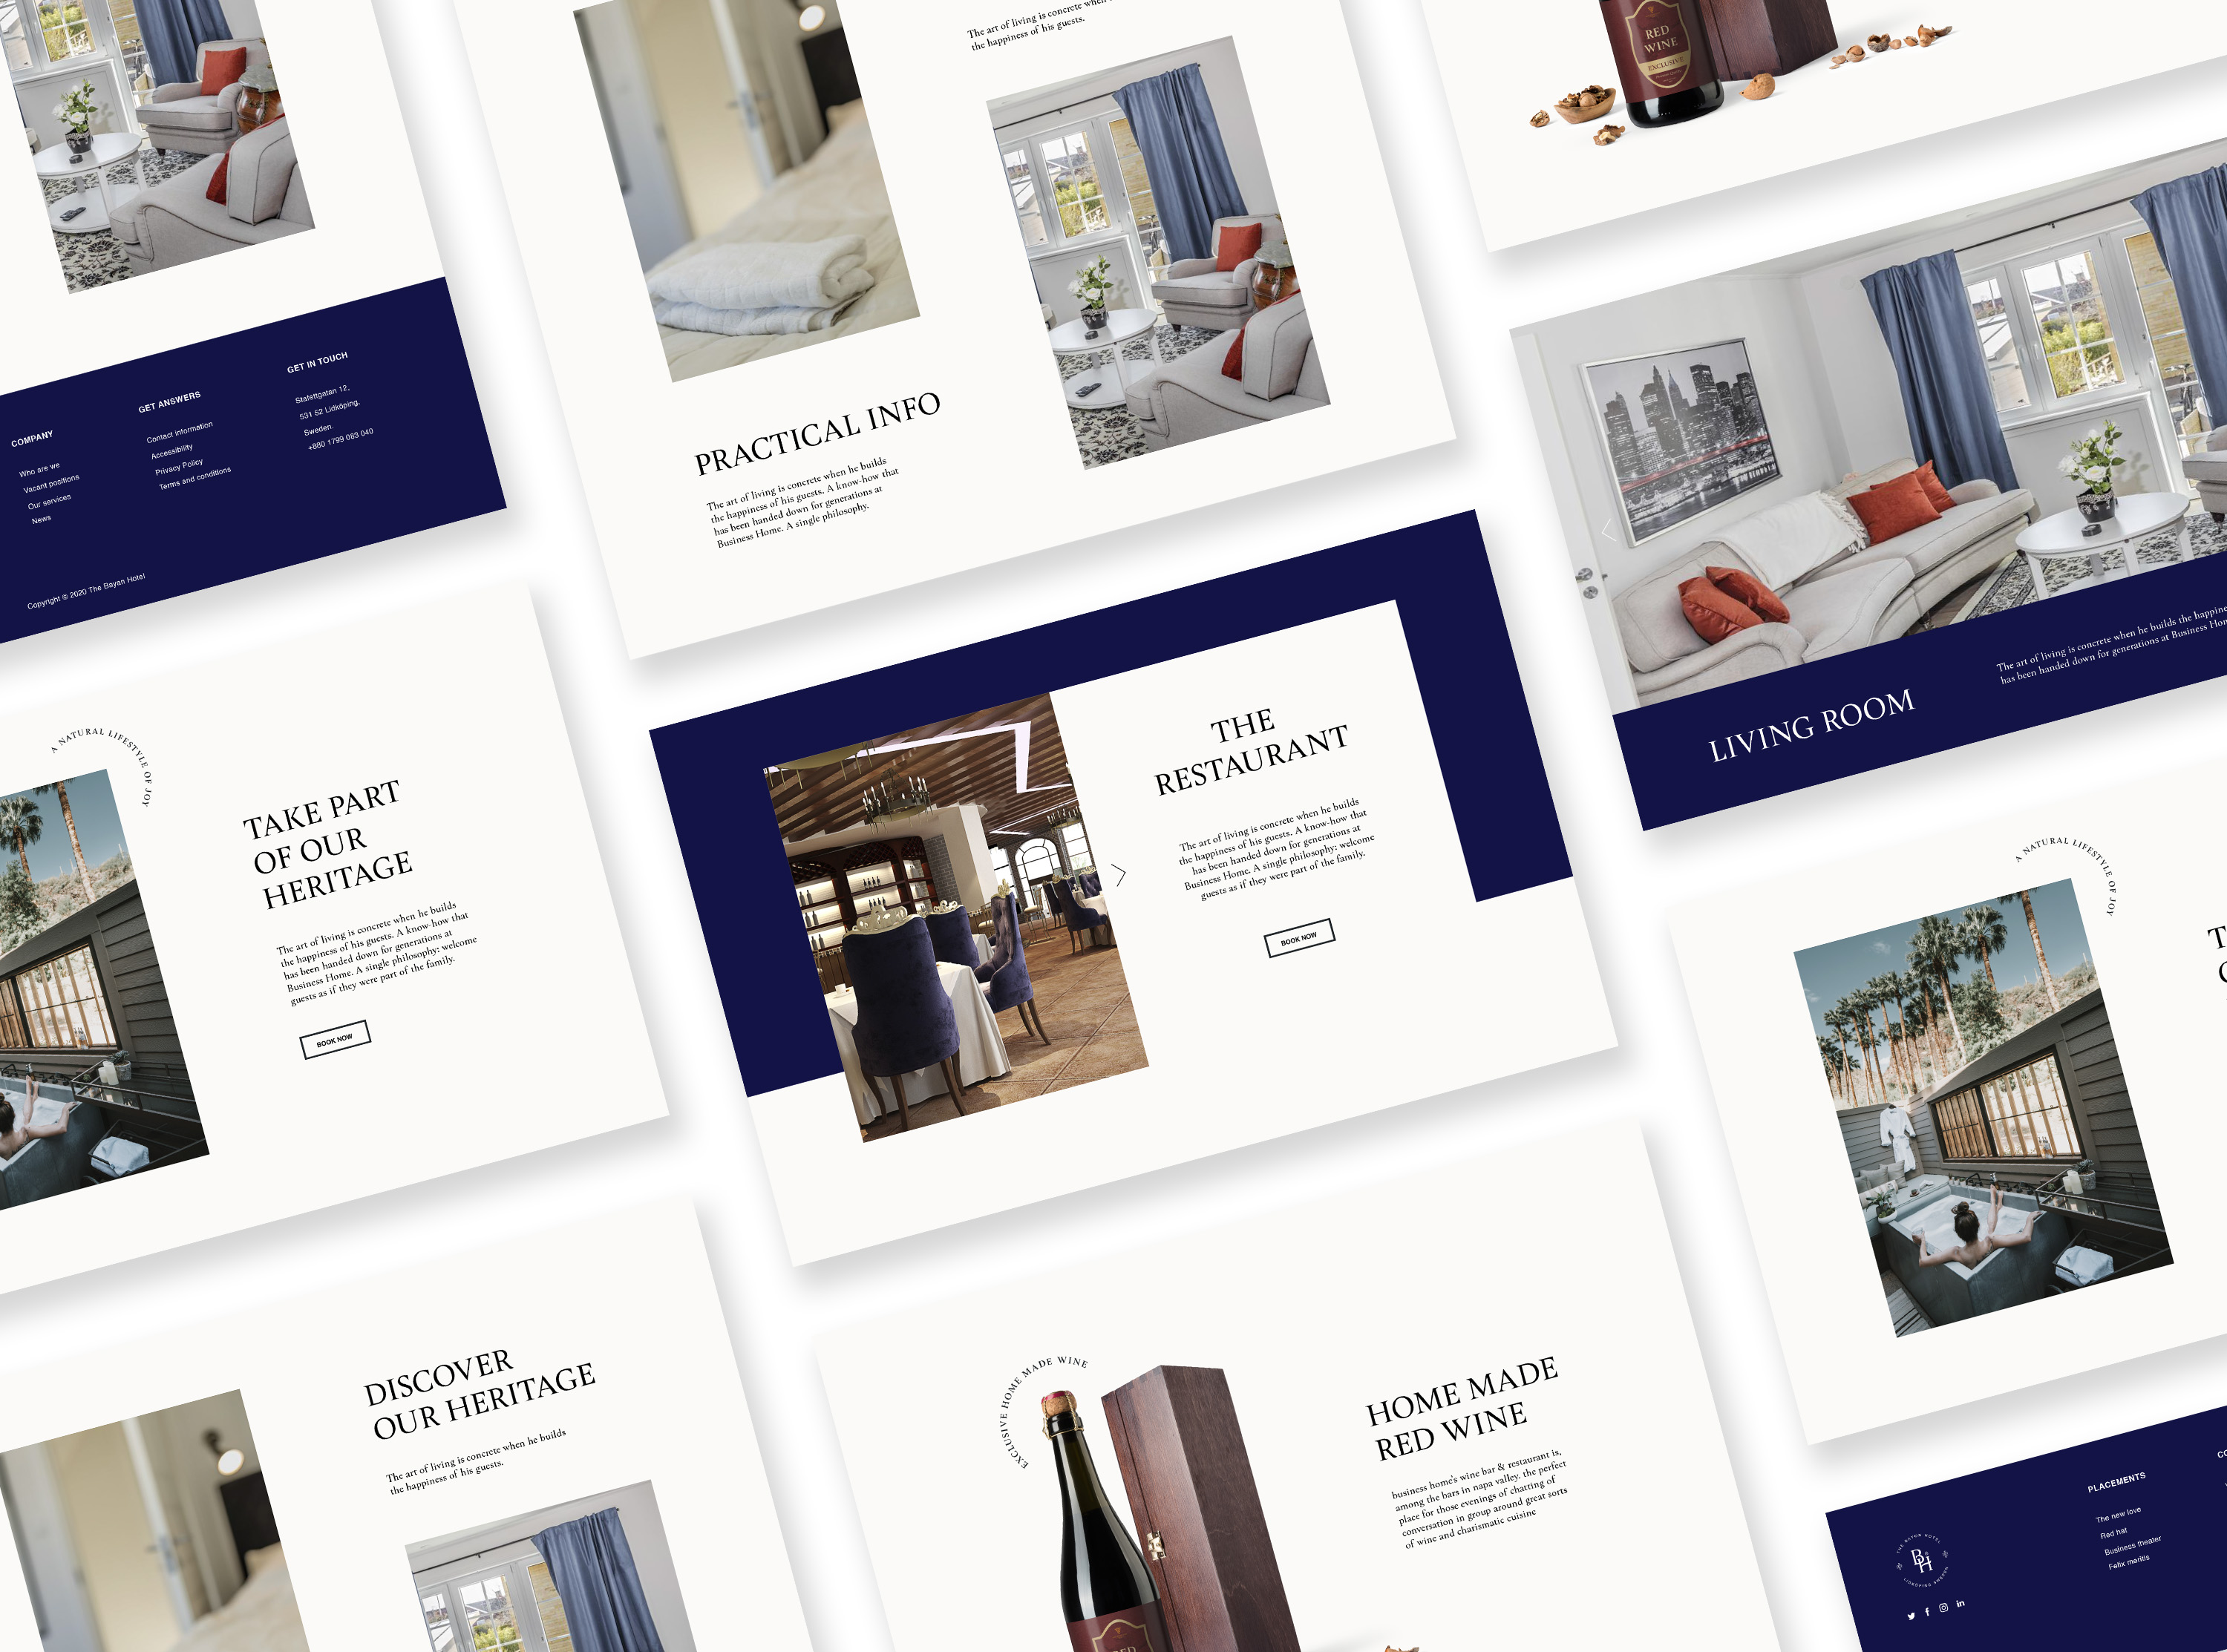 The art of living is concrete when he
the happiness of his guests.
RED
WINE
EXCLUSIVE
COMPANY
Who are we
Vacant positions
Our services
News
GET ANSWERS
Contact information
Accessibility
Privacy Policy
Terms and conditions
GET IN TOUCH
Stafettgatan 12,
531 52 Lidköping,
Sweden.
+880 1799 083 040
Copyright © 2020 The Bayan Hotel
PRACTICAL INFO
The art of living is concrete when he builds
the happiness of his guests. A know-how that
has been handed down for generations at
Business Home. A single philosophy.
LIVING ROOM
The art of living is concrete when he builds the
has been handed down for generations at Business
A NATURAL LIFESTYLE OF JOY
TAKE PART
OF OUR
HERITAGE
The art of living is concrete when he builds
the happiness of his guests. A know-how that
has been handed down for generations at
Business Home. A single philosophy: welcome
guests as if they were part of the family.
BOOK NOW
THE
RESTAURANT
The art of living is concrete when he builds
the happiness of his guests. A know-how that
has been handed down for generations at
Business Home. A single philosophy: welcome
guests as if they were part of the family.
BOOK NOW
A NATURAL LIFESTYLE OF JOY
DISCOVER
OUR HERITAGE
The art of living is concrete when he builds
the happiness of his guests.
EXCLUSIVE HOME MADE WINE
HOME MADE
RED WINE
business home's wine bar & restaurant is,
among the bars in napa valley, the perfect
place for those evenings of chatting of
conversation in group around great sorts
of wine and charismatic cuisine
RED
THE BAYAN HOTEL
BH
LIDKÖPING SWEDEN
PLACEMENTS
The new love
Red hat
Business theater
Felix meritis